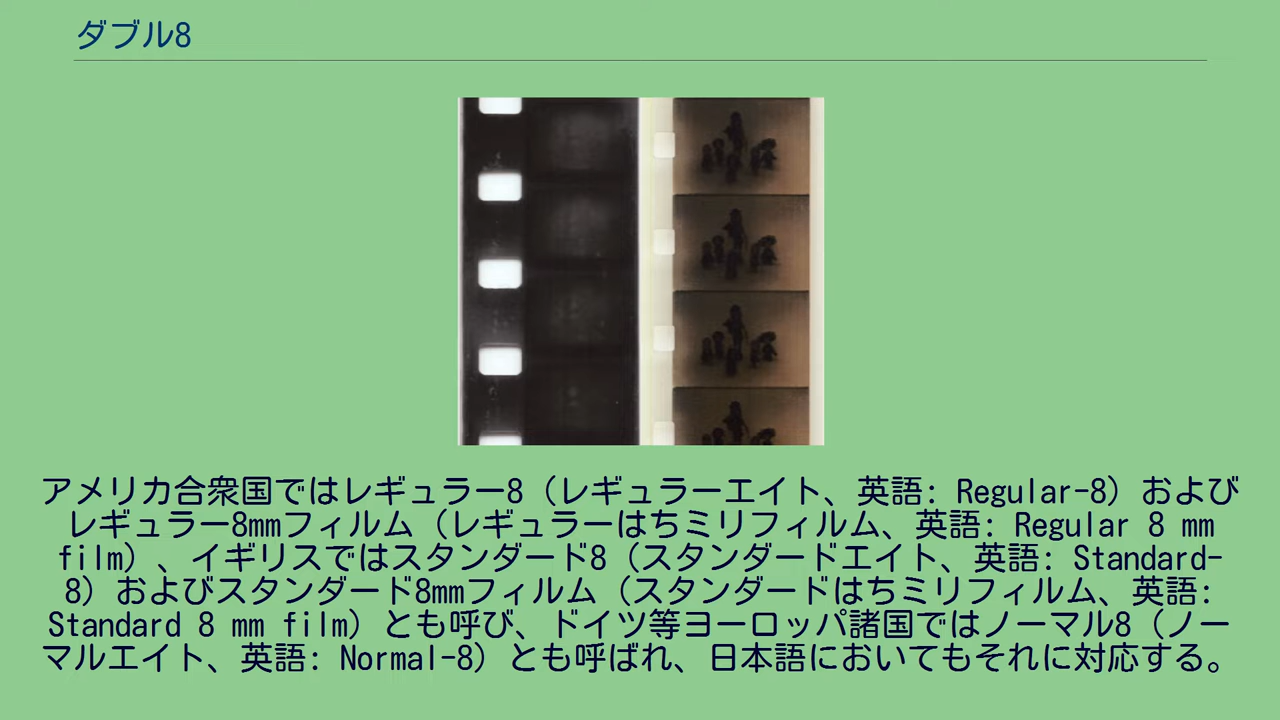 ダブル8
アメリカ合衆国ではレギュラー8（レギュラーエイト、英語: Regular-8）および
レギュラー8mmフィルム（レギュラーはちミリフィルム、英語: Regular 8 mm
film）、イギリスではスタンダード8（スタンダードエイト、英語: Standard-
8）およびスタンダード8mmフィルム（スタンダードはちミリフィルム、英語:
Standard 8 mm film）とも呼び、ドイツ等ヨーロッパ諸国ではノーマル8（ノー
マルエイト、英語: Normal-8）とも呼ばれ、日本語においてもそれに対応する。